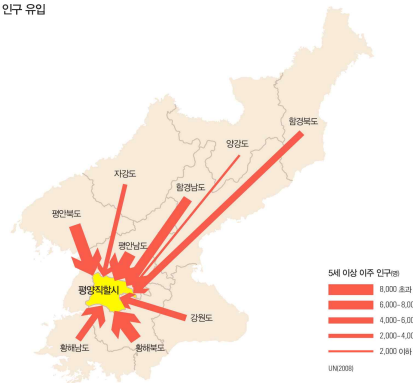 인구 유입
함경북도
양강도
자강도
함경남도
평안북도
평안남도
평양직할시
강원도
황해남도
황해북도
5세 이상 이주 인구(명)
8,000 초과
6,000-8,0
4,000-6,0
2,000-4,0
2,000 이하
UN(2008)